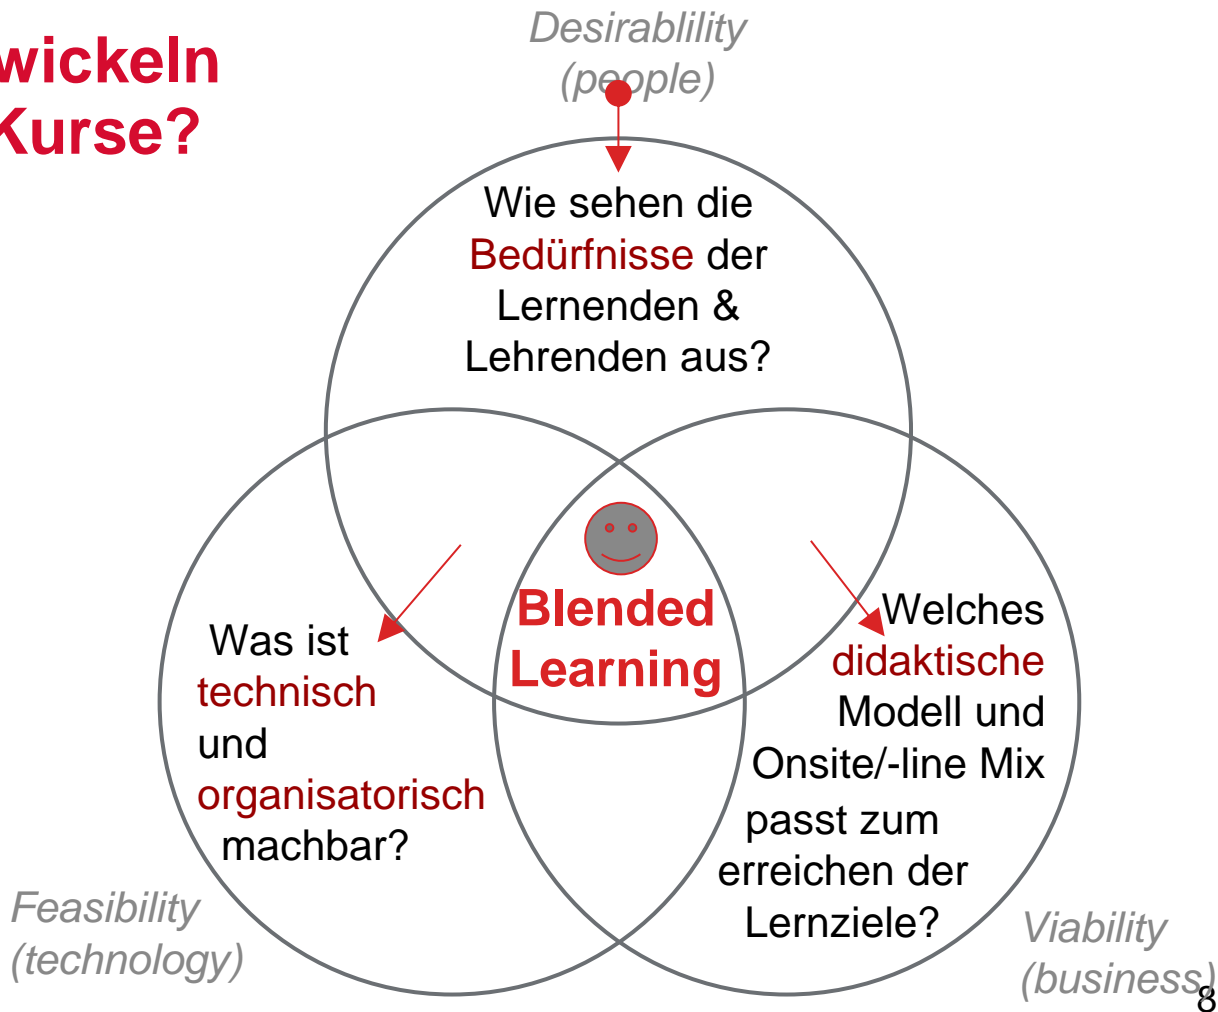 wickeln
Kurse?
Desirablility
(people)
Wie sehen die
Bedürfnisse der
Lernenden &
Lehrenden aus?
Blended
Learning
Was ist
technisch
und
organisatorisch
machbar?
Welches
didaktische
Modell und
Onsite/-line Mix
passt zum
erreichen der
Lernziele?
Feasibility
(technology)
Viability
(business)
8